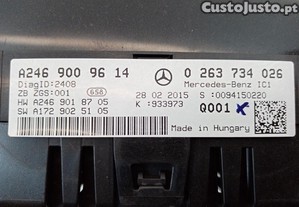 CustoJusto.pt
A246 900 96 14
0 263 734 026
DiagID:2408
Mercedes-Benz IC1
ZB ZGS:001
658
28 02 2015
S :0094150220
HW A246 901 87 05
K :933973
Q001
SW A172 902 51 05
Made in Hungary